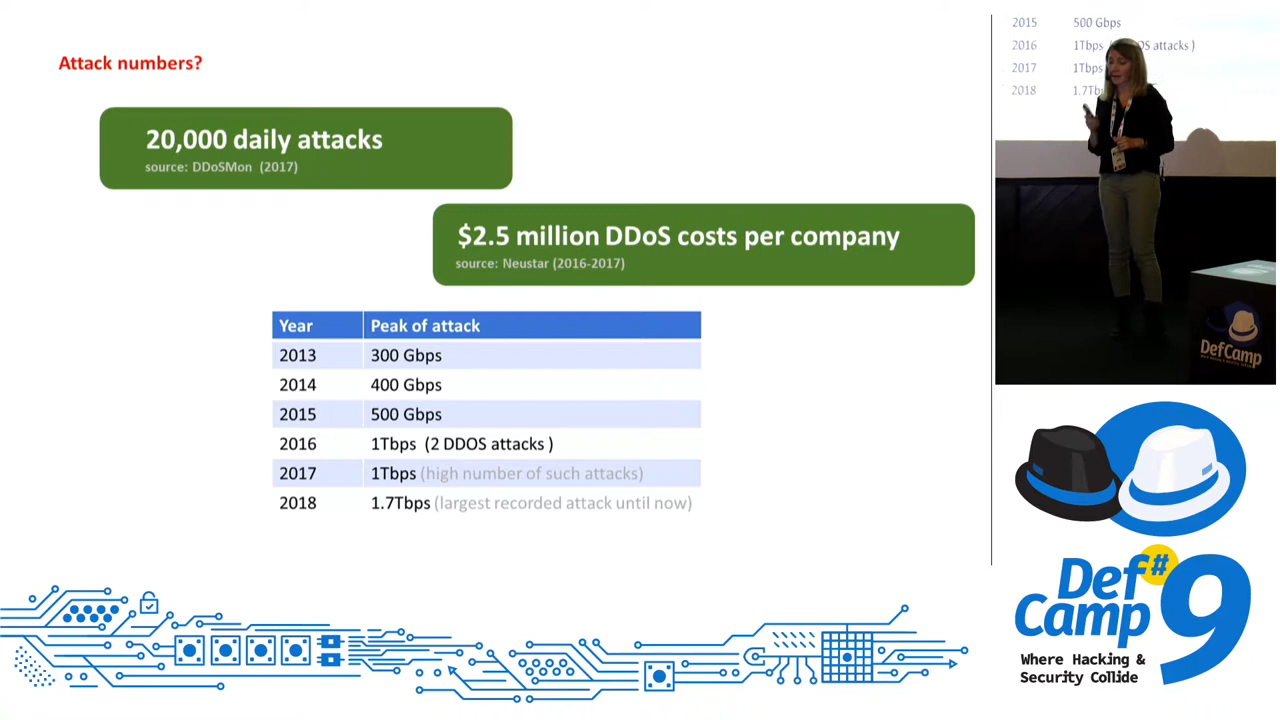 Attack numbers?
20,000 daily attacks
source: DDoSMon (2017)
$2.5 million DDoS costs per company
source: Neustar (2016-2017)
Year Peak of attack
2013 300 Gbps
2014 400 Gbps
2015 500 Gbps
2016 1Tbps (2 DDOS attacks )
2017 1Tbps (high number of such attacks)
2018 1.7Tbps (largest recorded attack until now)
2015 500 Gbps
2016 1Tbps attacks )
2017 1Tbps
2018
DefCamp
Def#
Camp 9
Where Hacking &
Security Collide